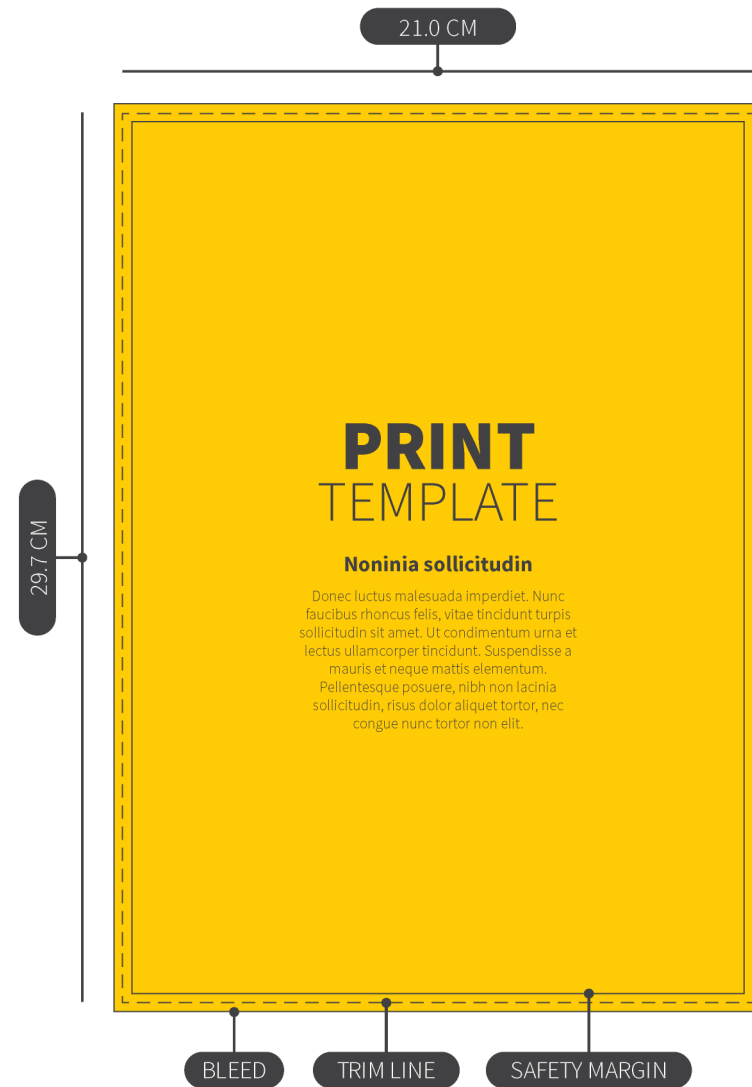 21.0 CM
29.7 CM
PRINT
TEMPLATE
Noninia sollicitudin
Donec luctus malesuada imperdiet. Nunc
faucibus rhoncus felis, vitae tincidunt turpis
sollicitudin sit amet. Ut condimentum urna et
lectus ullamcorper tincidunt. Suspendisse a
mauris et neque mattis elementum.
Pellentesque posuere, nibh non lacinia
sollicitudin, risus dolor aliquet tortor, nec
congue nunc tortor non elit.
BLEED
TRIM LINE
SAFETY MARGIN